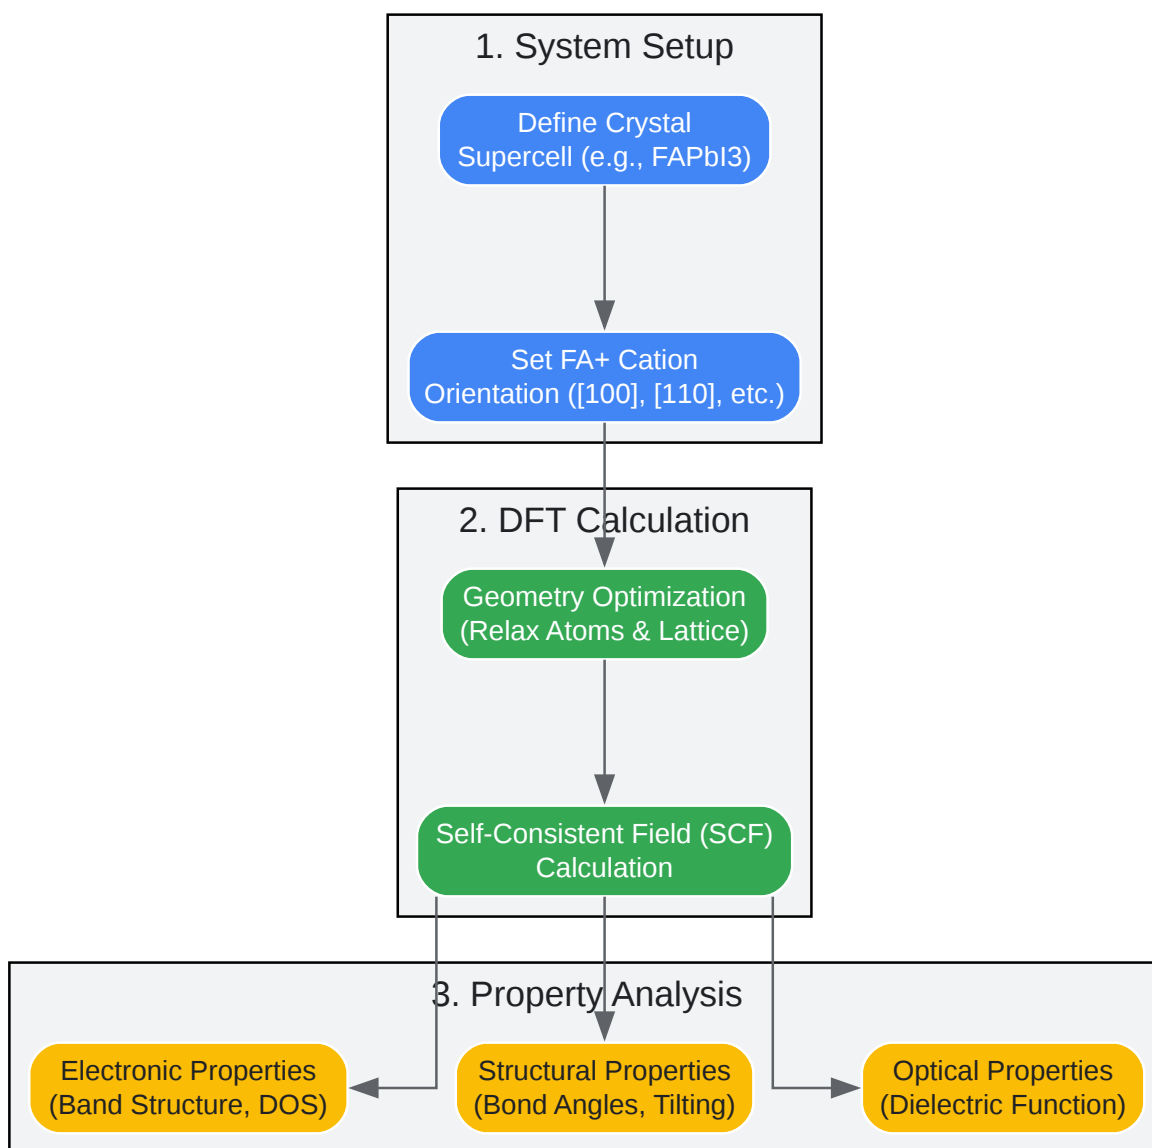 1. System Setup
Define Crystal
Supercell (e.g., FAPbI3)
Set FA+ Cation
Orientation ([100], [110], etc.)
2. DFT Calculation
Geometry Optimization
(Relax Atoms & Lattice)
Self-Consistent Field (SCF)
Calculation
3. Property Analysis
Electronic Properties
(Band Structure, DOS)
Structural Properties
(Bond Angles, Tilting)
Optical Properties
(Dielectric Function)